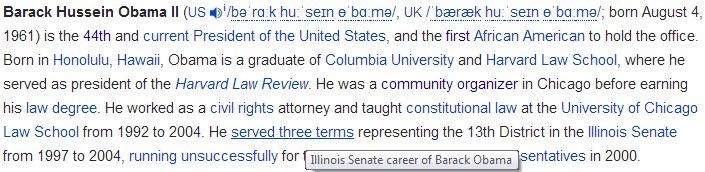 Barack Hussein Obama II (US 🔊i/bəˈrɑːk huːˈseɪn ɵˈbɑːmə/, UK /ˈbæræk huːˈseɪn ɵˈbɑːmə/; born August 4,
1961) is the 44th and current President of the United States, and the first African American to hold the office.
Born in Honolulu, Hawaii, Obama is a graduate of Columbia University and Harvard Law School, where he
served as president of the Harvard Law Review. He was a community organizer in Chicago before earning
his law degree. He worked as a civil rights attorney and taught constitutional law at the University of Chicago
Law School from 1992 to 2004. He served three terms representing the 13th District in the Illinois Senate
from 1997 to 2004, running unsuccessfully for sentatives in 2000.
Illinois Senate career of Barack Obama